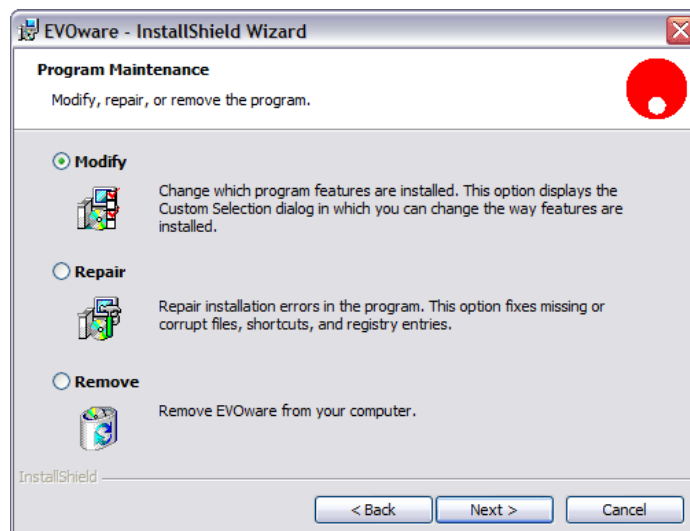 EVOware - InstallShield Wizard
Program Maintenance
Modify, repair, or remove the program.
Modify
Change which program features are installed. This option displays the
Custom Selection dialog in which you can change the way features are
installed.
Repair
Repair installation errors in the program. This option fixes missing or
corrupt files, shortcuts, and registry entries.
Remove
Remove EVOware from your computer.
InstallShield
< Back
Next >
Cancel